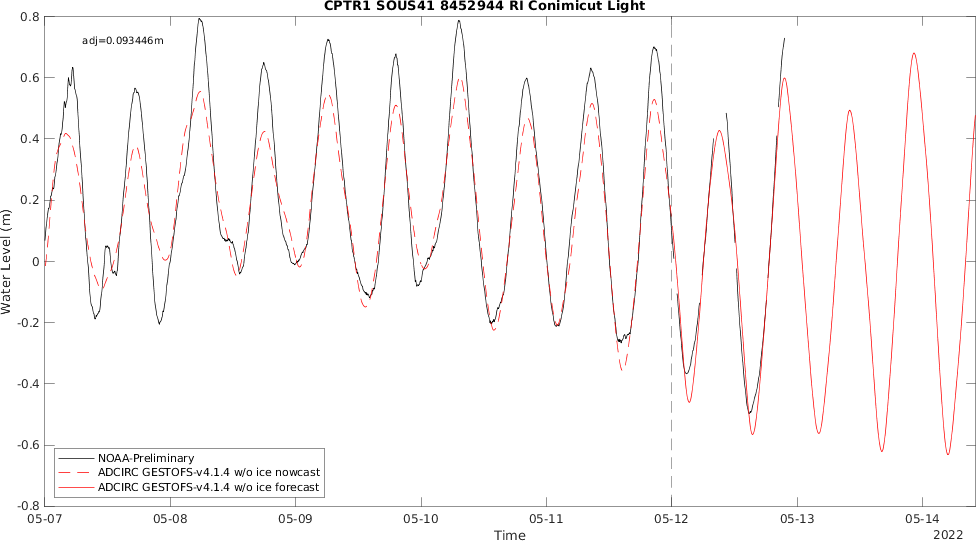 CPTR1 SOUS41 8452944 RI Conimicut Light
adj=0.093446m
0.8
0.6
0.4
0.2
0
-0.2
-0.4
-0.6
-0.8
Water Level (m)
NOAA-Preliminary
ADCIRC GESTOFS-v4.1.4 w/o ice nowcast
ADCIRC GESTOFS-v4.1.4 w/o ice forecast
05-07 05-08 05-09 05-10 05-11 05-12 05-13 05-14
Time
2022